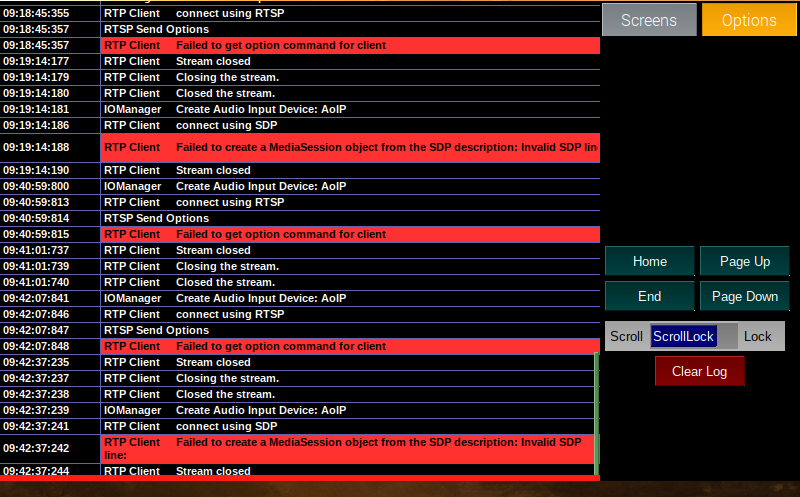 09:18:45:355 RTP Client connect using RTSP
09:18:45:357 RTSP Send Options
09:18:45:357 RTP Client Failed to get option command for client
09:19:14:177 RTP Client Stream closed
09:19:14:179 RTP Client Closing the stream.
09:19:14:180 RTP Client Closed the stream.
09:19:14:181 IOManager Create Audio Input Device: AoIP
09:19:14:186 RTP Client connect using SDP
09:19:14:188 RTP Client Failed to create a MediaSession object from the SDP description: Invalid SDP lin
09:19:14:190 RTP Client Stream closed
09:40:59:800 IOManager Create Audio Input Device: AoIP
09:40:59:813 RTP Client connect using RTSP
09:40:59:814 RTSP Send Options
09:40:59:815 RTP Client Failed to get option command for client
09:41:01:737 RTP Client Stream closed
09:41:01:739 RTP Client Closing the stream.
09:41:01:740 RTP Client Closed the stream.
09:42:07:841 IOManager Create Audio Input Device: AoIP
09:42:07:846 RTP Client connect using RTSP
09:42:07:847 RTSP Send Options
09:42:07:848 RTP Client Failed to get option command for client
09:42:37:235 RTP Client Stream closed
09:42:37:237 RTP Client Closing the stream.
09:42:37:238 RTP Client Closed the stream.
09:42:37:239 IOManager Create Audio Input Device: AoIP
09:42:37:241 RTP Client connect using SDP
09:42:37:242 RTP Client Failed to create a MediaSession object from the SDP description: Invalid SDP
line:
09:42:37:244 RTP Client Stream closed
Screens Options
Home Page Up
End Page Down
Scroll ScrollLock Lock
Clear Log